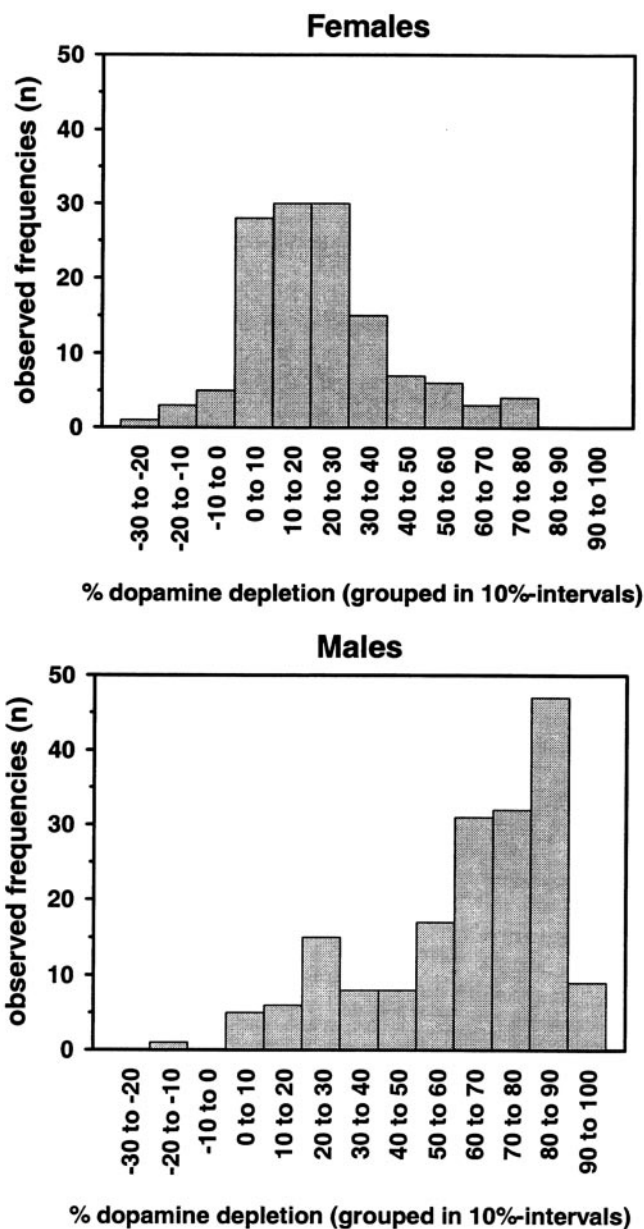 Females
observed frequencies (n)
50
40
30
20
10
0
-30 to -20
-20 to -10
-10 to 0
0 to 10
10 to 20
20 to 30
30 to 40
40 to 50
50 to 60
60 to 70
70 to 80
80 to 90
90 to 100
% dopamine depletion (grouped in 10%-intervals)
Males
observed frequencies (n)
50
40
30
20
10
0
-30 to -20
-20 to -10
-10 to 0
0 to 10
10 to 20
20 to 30
30 to 40
40 to 50
50 to 60
60 to 70
70 to 80
80 to 90
90 to 100
% dopamine depletion (grouped in 10%-intervals)